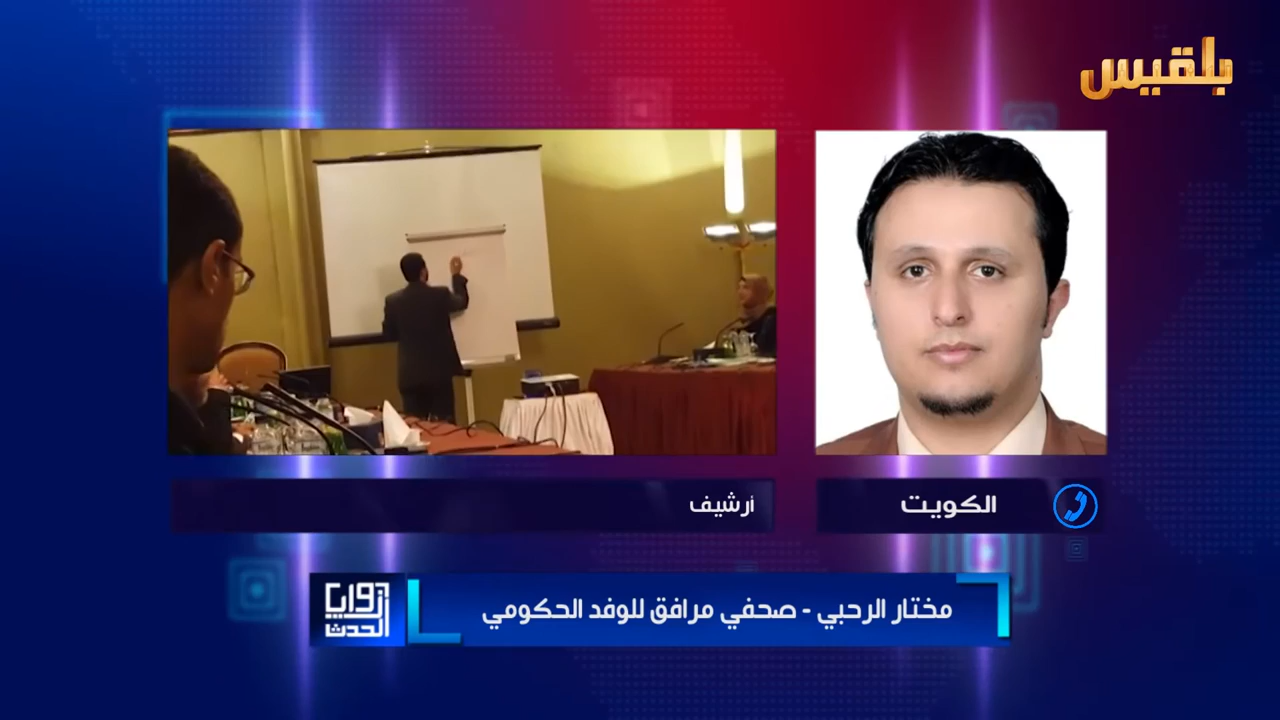 بلقيس
الكويت
أرشيف
زوايا
الحدث
مختار الرحبي - صحفي مرافق للوفد الحكومي